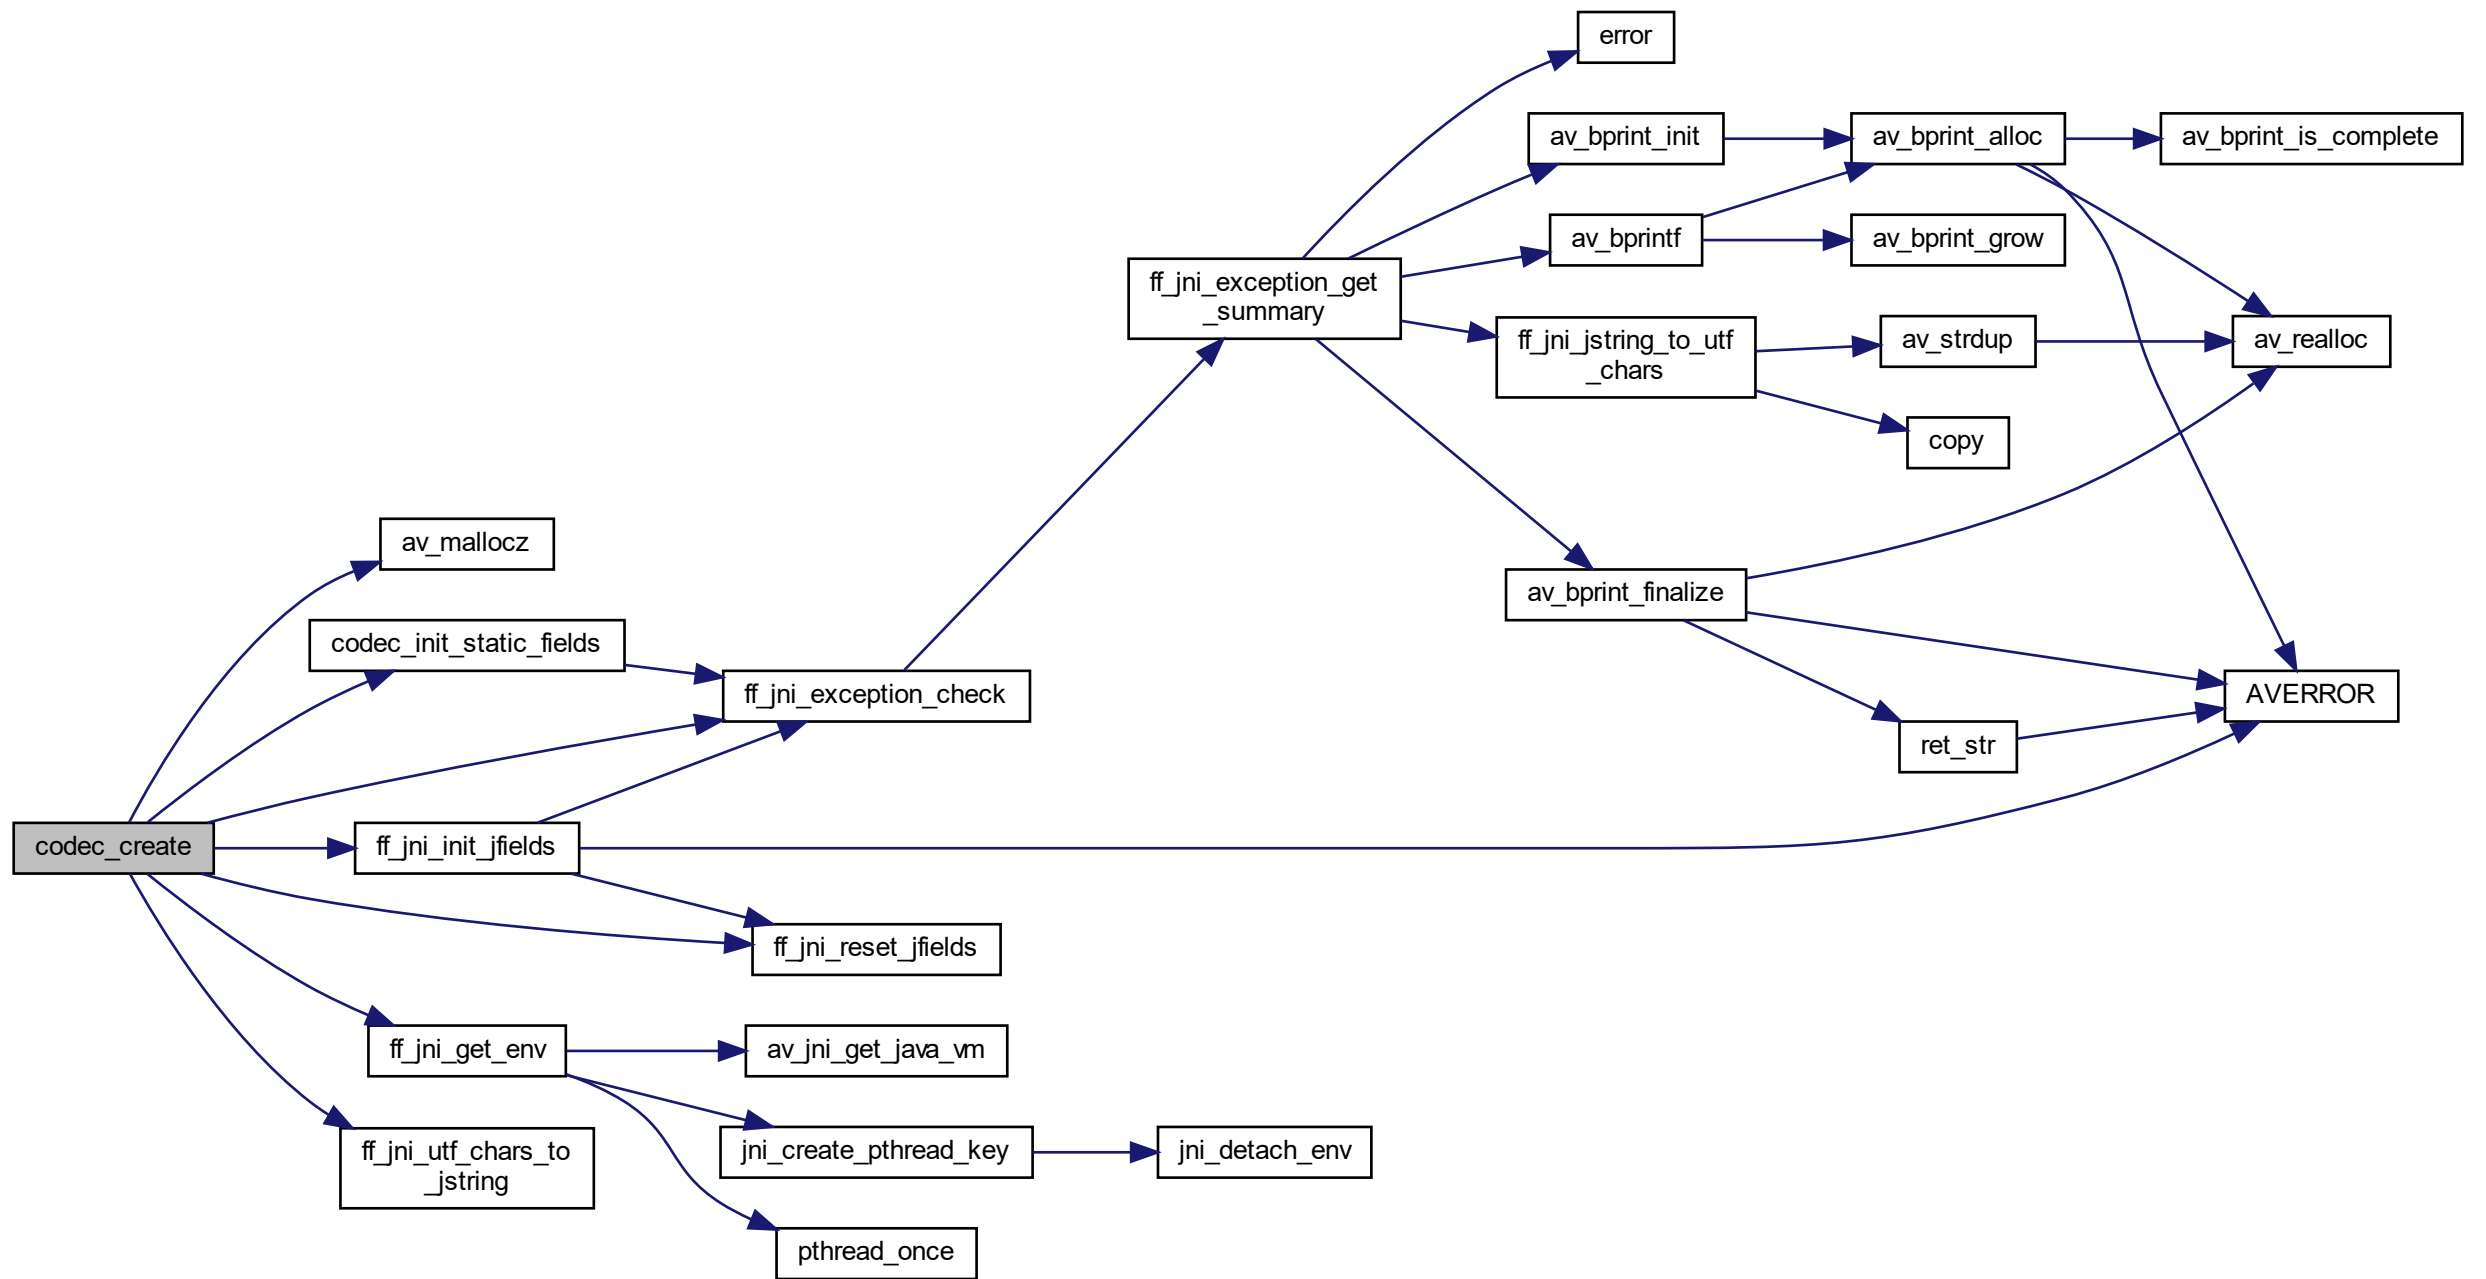 error
av_bprint_init
av_bprint_alloc
av_bprint_is_complete
av_bprintf
av_bprint_grow
ff_jni_exception_get
_summary
ff_jni_jstring_to_utf
_chars
av_strdup
av_realloc
copy
av_mallocz
av_bprint_finalize
codec_init_static_fields
ff_jni_exception_check
AVERROR
ret_str
codec_create
ff_jni_init_jfields
ff_jni_reset_jfields
ff_jni_get_env
av_jni_get_java_vm
ff_jni_utf_chars_to
_jstring
jni_create_pthread_key
jni_detach_env
pthread_once